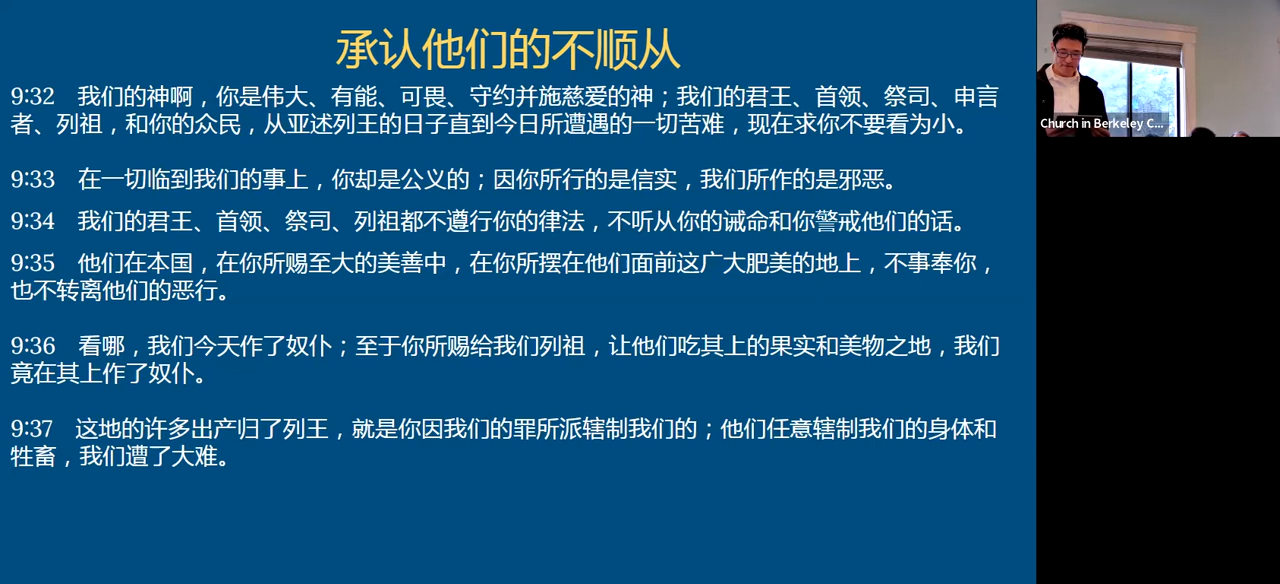 承认他们的不顺从
9:32 我们的神啊，你是伟大、有能、可畏、守约并施慈爱的神；我们的君王、首领、祭司、申言
者、列祖，和你的众民，从亚述列王的日子直到今日所遭遇的一切苦难，现在求你不要看为小。
9:33 在一切临到我们的事上，你却是公义的；因你所行的是信实，我们所作的是邪恶。
9:34 我们的君王、首领、祭司、列祖都不遵行你的律法，不听从你的诫命和你警戒他们的话。
9:35 他们在本国，在你所赐至大的美善中，在你所摆在他们面前这广大肥美的地上，不事奉你，
也不转离他们的恶行。
9:36 看哪，我们今天作了奴仆；至于你所赐给我们列祖，让他们吃其上的果实和美物之地，我们
竟在其上作了奴仆。
9:37 这地的许多出产归了列王，就是你因我们的罪所派辖制我们的；他们任意辖制我们的身体和
牲畜，我们遭了大难。
Church in Berkeley C...